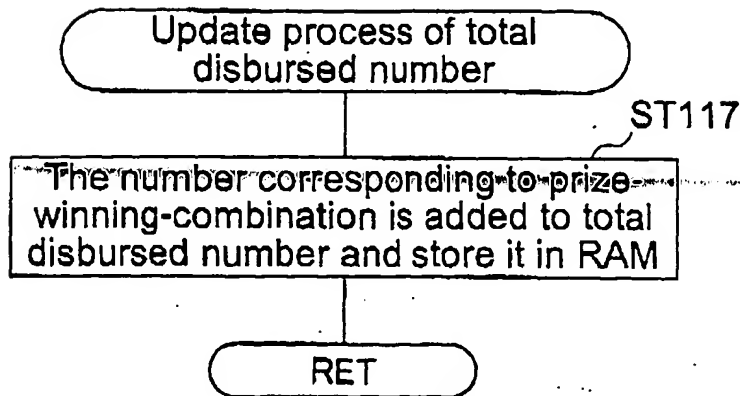 Update process of total
disbursed number
ST117
The number corresponding to prize-
winning-combination is added to total
disbursed number and store it in RAM
RET